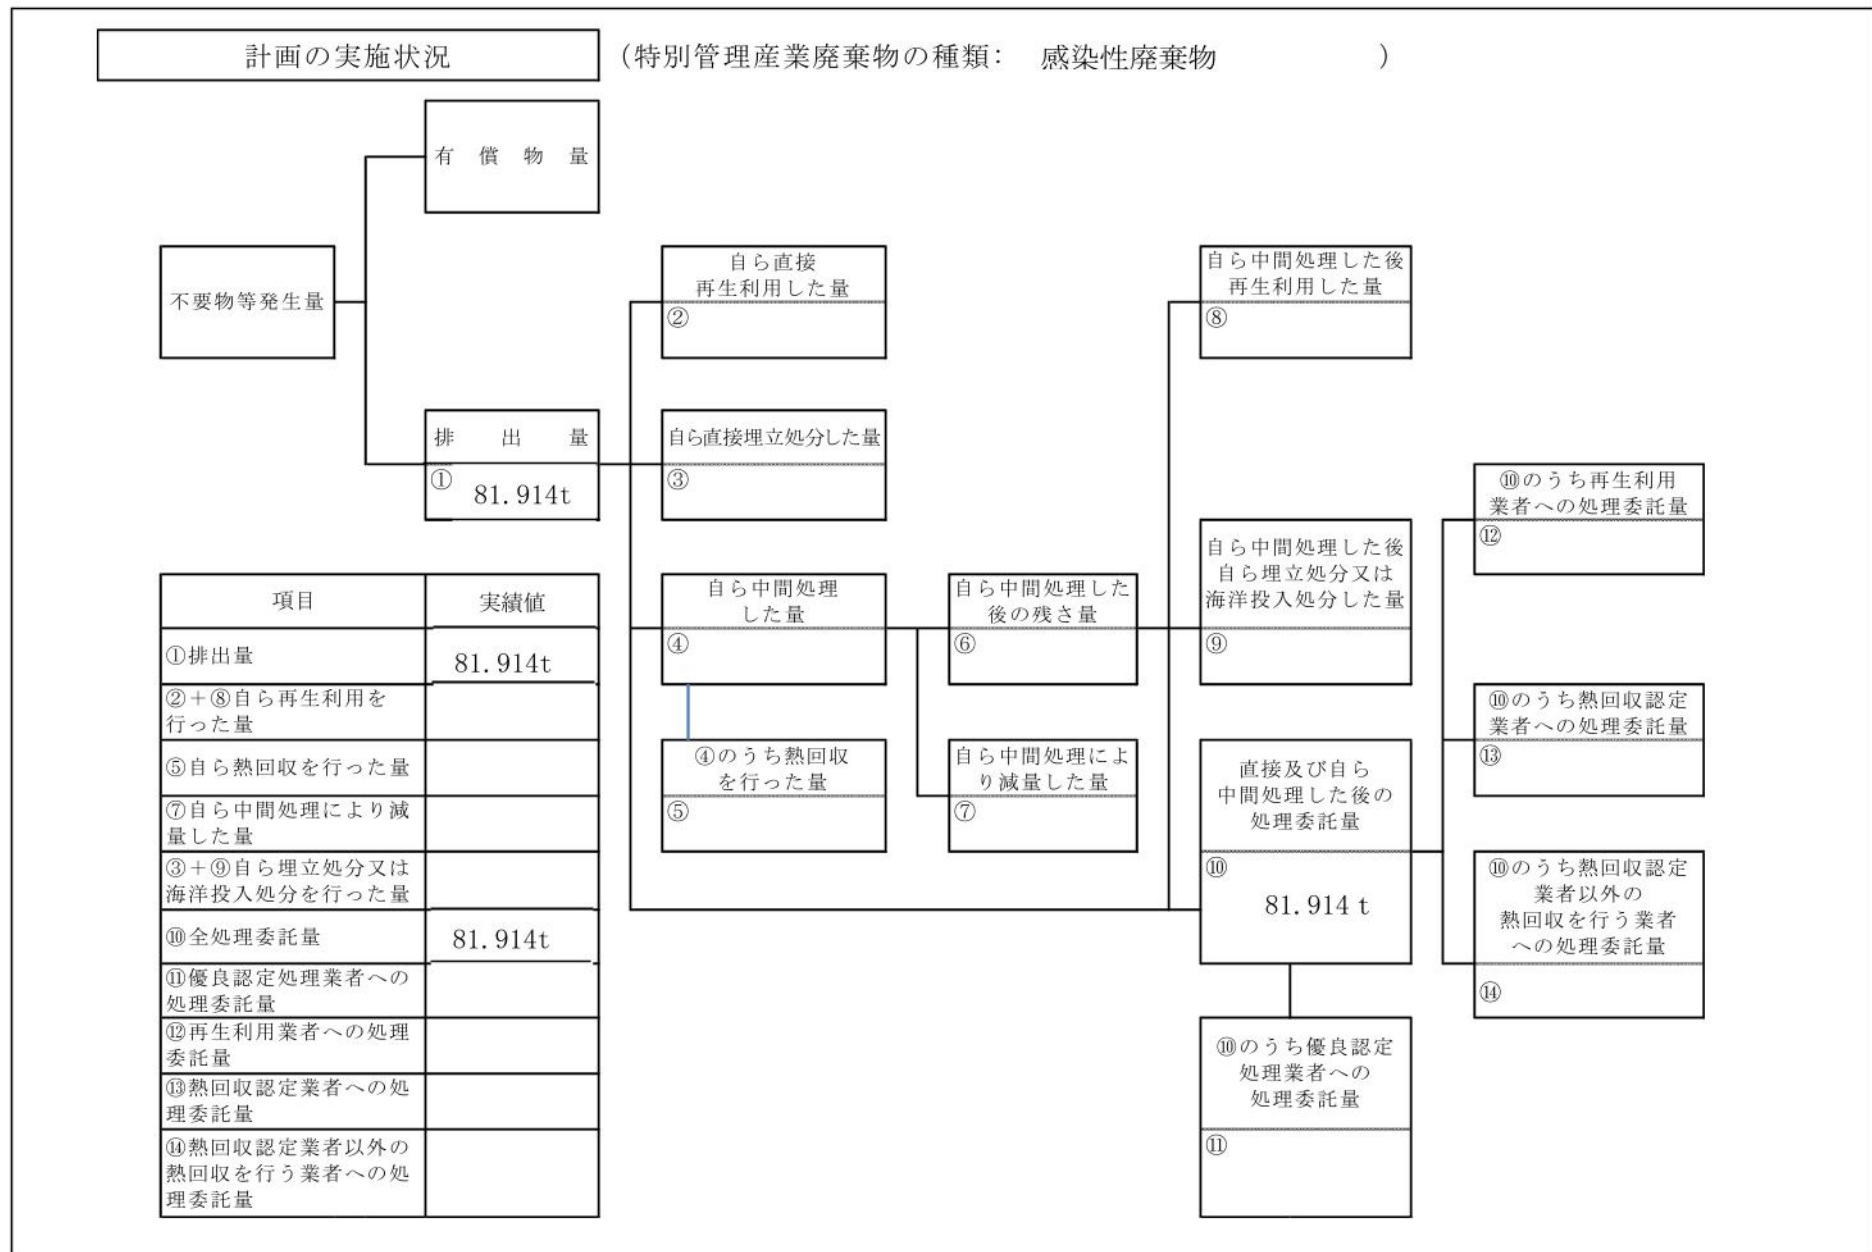 計画の実施状況 (特別管理産業廃棄物の種類: 感染性廃棄物 )
有償物量
不要物等発生量
排出量
①
81.914t
自ら直接
再生利用した量
②
自ら直接埋立処分した量
③
自ら中間処理
した量
④
④のうち熱回収
を行った量
⑤
自ら中間処理した
後の残さ量
⑥
自ら中間処理によ
り減量した量
⑦
自ら中間処理した後
再生利用した量
⑧
自ら中間処理した後
自ら埋立処分又は
海洋投入処分した量
⑨
直接及び自ら
中間処理した後の
処理委託量
⑩
81.914 t
⑩のうち優良認定
処理業者への
処理委託量
⑪
⑩のうち再生利用
業者への処理委託量
⑫
⑩のうち熱回収認定
業者への処理委託量
⑬
⑩のうち熱回収認定
業者以外の
熱回収を行う業者
への処理委託量
⑭
項目 実績値
①排出量 81.914t
②+⑧自ら再生利用を
行った量
⑤自ら熱回収を行った量
⑦自ら中間処理により減
量した量
③+⑨自ら埋立処分又は
海洋投入処分を行った量
⑩全処理委託量 81.914t
⑪優良認定処理業者への
処理委託量
⑫再生利用業者への処理
委託量
⑬熱回収認定業者への処
理委託量
⑭熱回収認定業者以外の
熱回収を行う業者への処
理委託量